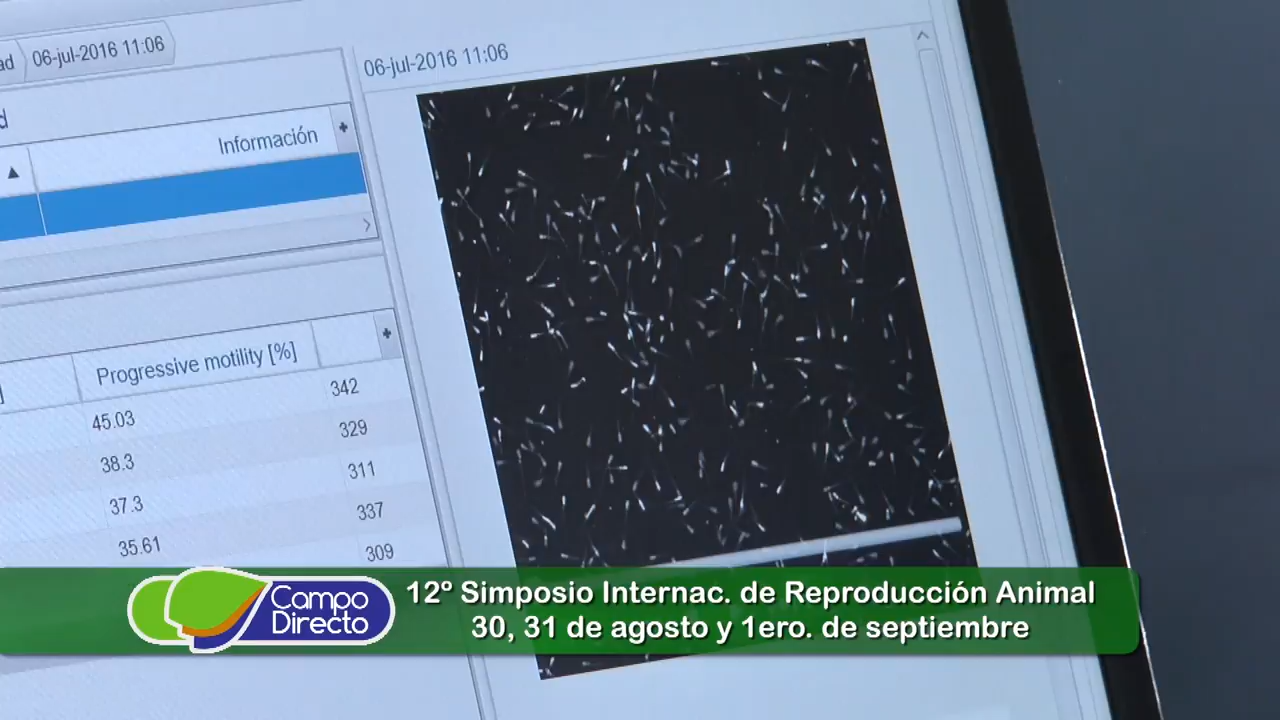 ad
06-jul-2016 11:06
d
Información
Progressive motility [%]
45.03 342
38.3 329
37.3 311
35.61 337
309
06-jul-2016 11:06
Campo
Directo
12º Simposio Internac. de Reproducción Animal
30, 31 de agosto y 1ero. de septiembre